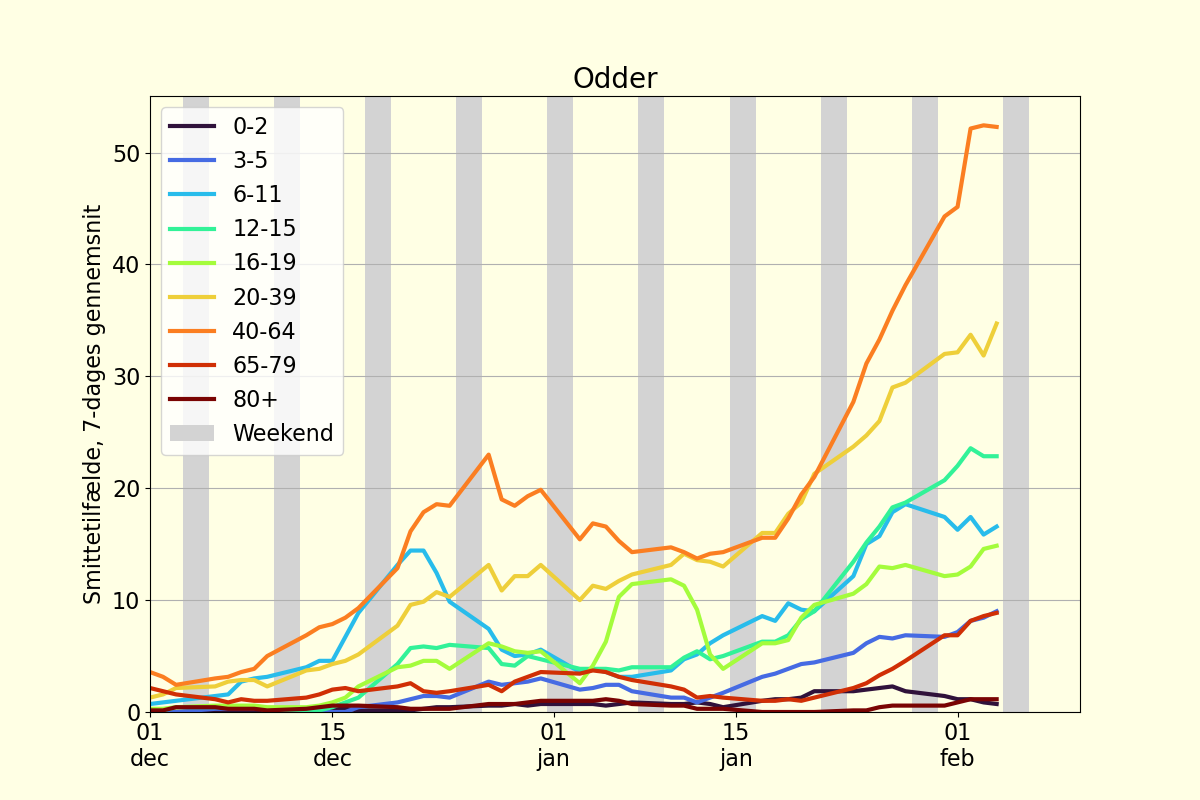 Odder
Smittetilfælde, 7-dages gennemsnit
50
40
30
20
10
0
0-2
3-5
6-11
12-15
16-19
20-39
40-64
65-79
80+
Weekend
01
dec
15
dec
01
jan
15
jan
01
feb